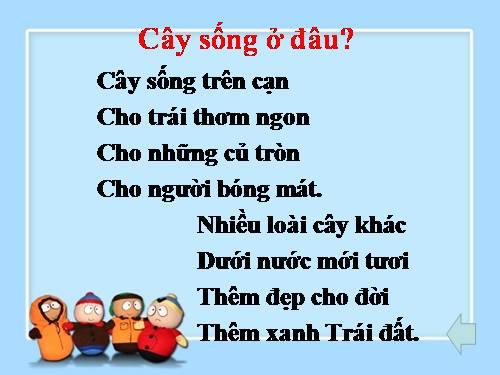 Cây sống ở đâu?
Cây sống trên cạn
Cho trái thơm ngon
Cho những củ tròn
Cho người bóng mát.
Nhiều loài cây khác
Dưới nước mới tươi
Thêm đẹp cho đời
Thêm xanh Trái đất.